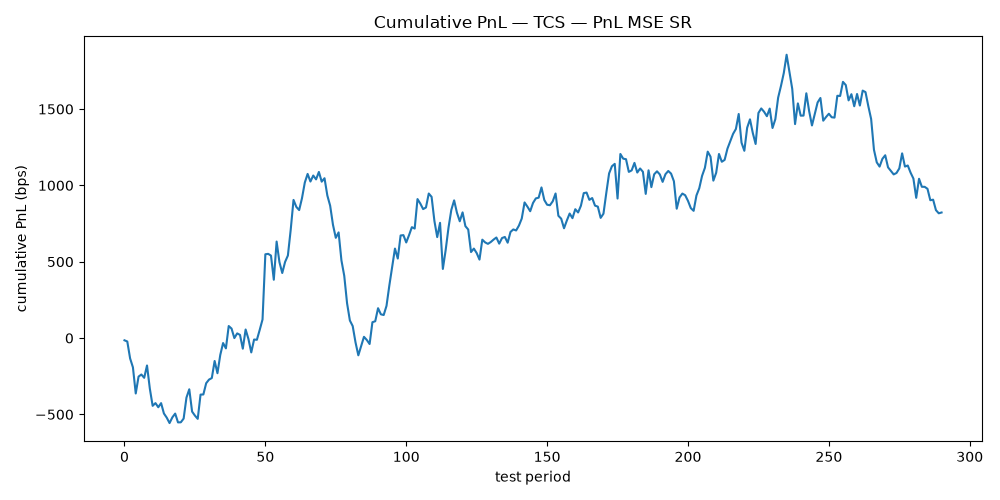 Cumulative PnL — TCS — PnL MSE SR
cumulative PnL (bps)
1500
1000
500
0
−500
0 50 100 150 200 250 300
test period